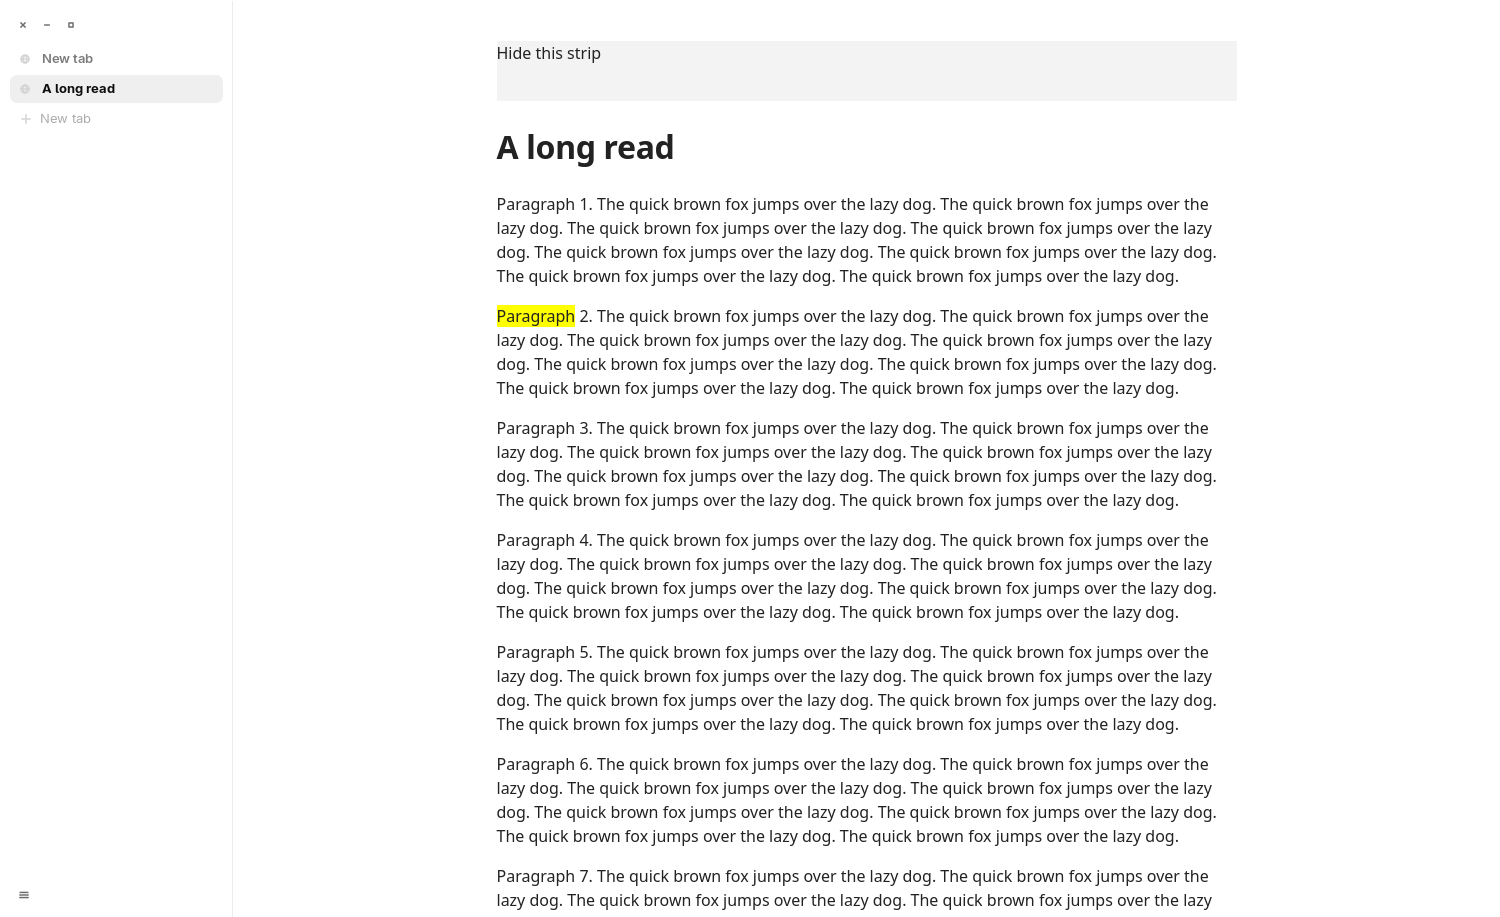 New tab
A long read
New tab
Hide this strip
A long read
Paragraph 1. The quick brown fox jumps over the lazy dog. The quick brown fox jumps over the
lazy dog. The quick brown fox jumps over the lazy dog. The quick brown fox jumps over the lazy
dog. The quick brown fox jumps over the lazy dog. The quick brown fox jumps over the lazy dog.
The quick brown fox jumps over the lazy dog. The quick brown fox jumps over the lazy dog.
Paragraph 2. The quick brown fox jumps over the lazy dog. The quick brown fox jumps over the
lazy dog. The quick brown fox jumps over the lazy dog. The quick brown fox jumps over the lazy
dog. The quick brown fox jumps over the lazy dog. The quick brown fox jumps over the lazy dog.
The quick brown fox jumps over the lazy dog. The quick brown fox jumps over the lazy dog.
Paragraph 3. The quick brown fox jumps over the lazy dog. The quick brown fox jumps over the
lazy dog. The quick brown fox jumps over the lazy dog. The quick brown fox jumps over the lazy
dog. The quick brown fox jumps over the lazy dog. The quick brown fox jumps over the lazy dog.
The quick brown fox jumps over the lazy dog. The quick brown fox jumps over the lazy dog.
Paragraph 4. The quick brown fox jumps over the lazy dog. The quick brown fox jumps over the
lazy dog. The quick brown fox jumps over the lazy dog. The quick brown fox jumps over the lazy
dog. The quick brown fox jumps over the lazy dog. The quick brown fox jumps over the lazy dog.
The quick brown fox jumps over the lazy dog. The quick brown fox jumps over the lazy dog.
Paragraph 5. The quick brown fox jumps over the lazy dog. The quick brown fox jumps over the
lazy dog. The quick brown fox jumps over the lazy dog. The quick brown fox jumps over the lazy
dog. The quick brown fox jumps over the lazy dog. The quick brown fox jumps over the lazy dog.
The quick brown fox jumps over the lazy dog. The quick brown fox jumps over the lazy dog.
Paragraph 6. The quick brown fox jumps over the lazy dog. The quick brown fox jumps over the
lazy dog. The quick brown fox jumps over the lazy dog. The quick brown fox jumps over the lazy
dog. The quick brown fox jumps over the lazy dog. The quick brown fox jumps over the lazy dog.
The quick brown fox jumps over the lazy dog. The quick brown fox jumps over the lazy dog.
Paragraph 7. The quick brown fox jumps over the lazy dog. The quick brown fox jumps over the
lazy dog. The quick brown fox jumps over the lazy dog. The quick brown fox jumps over the lazy